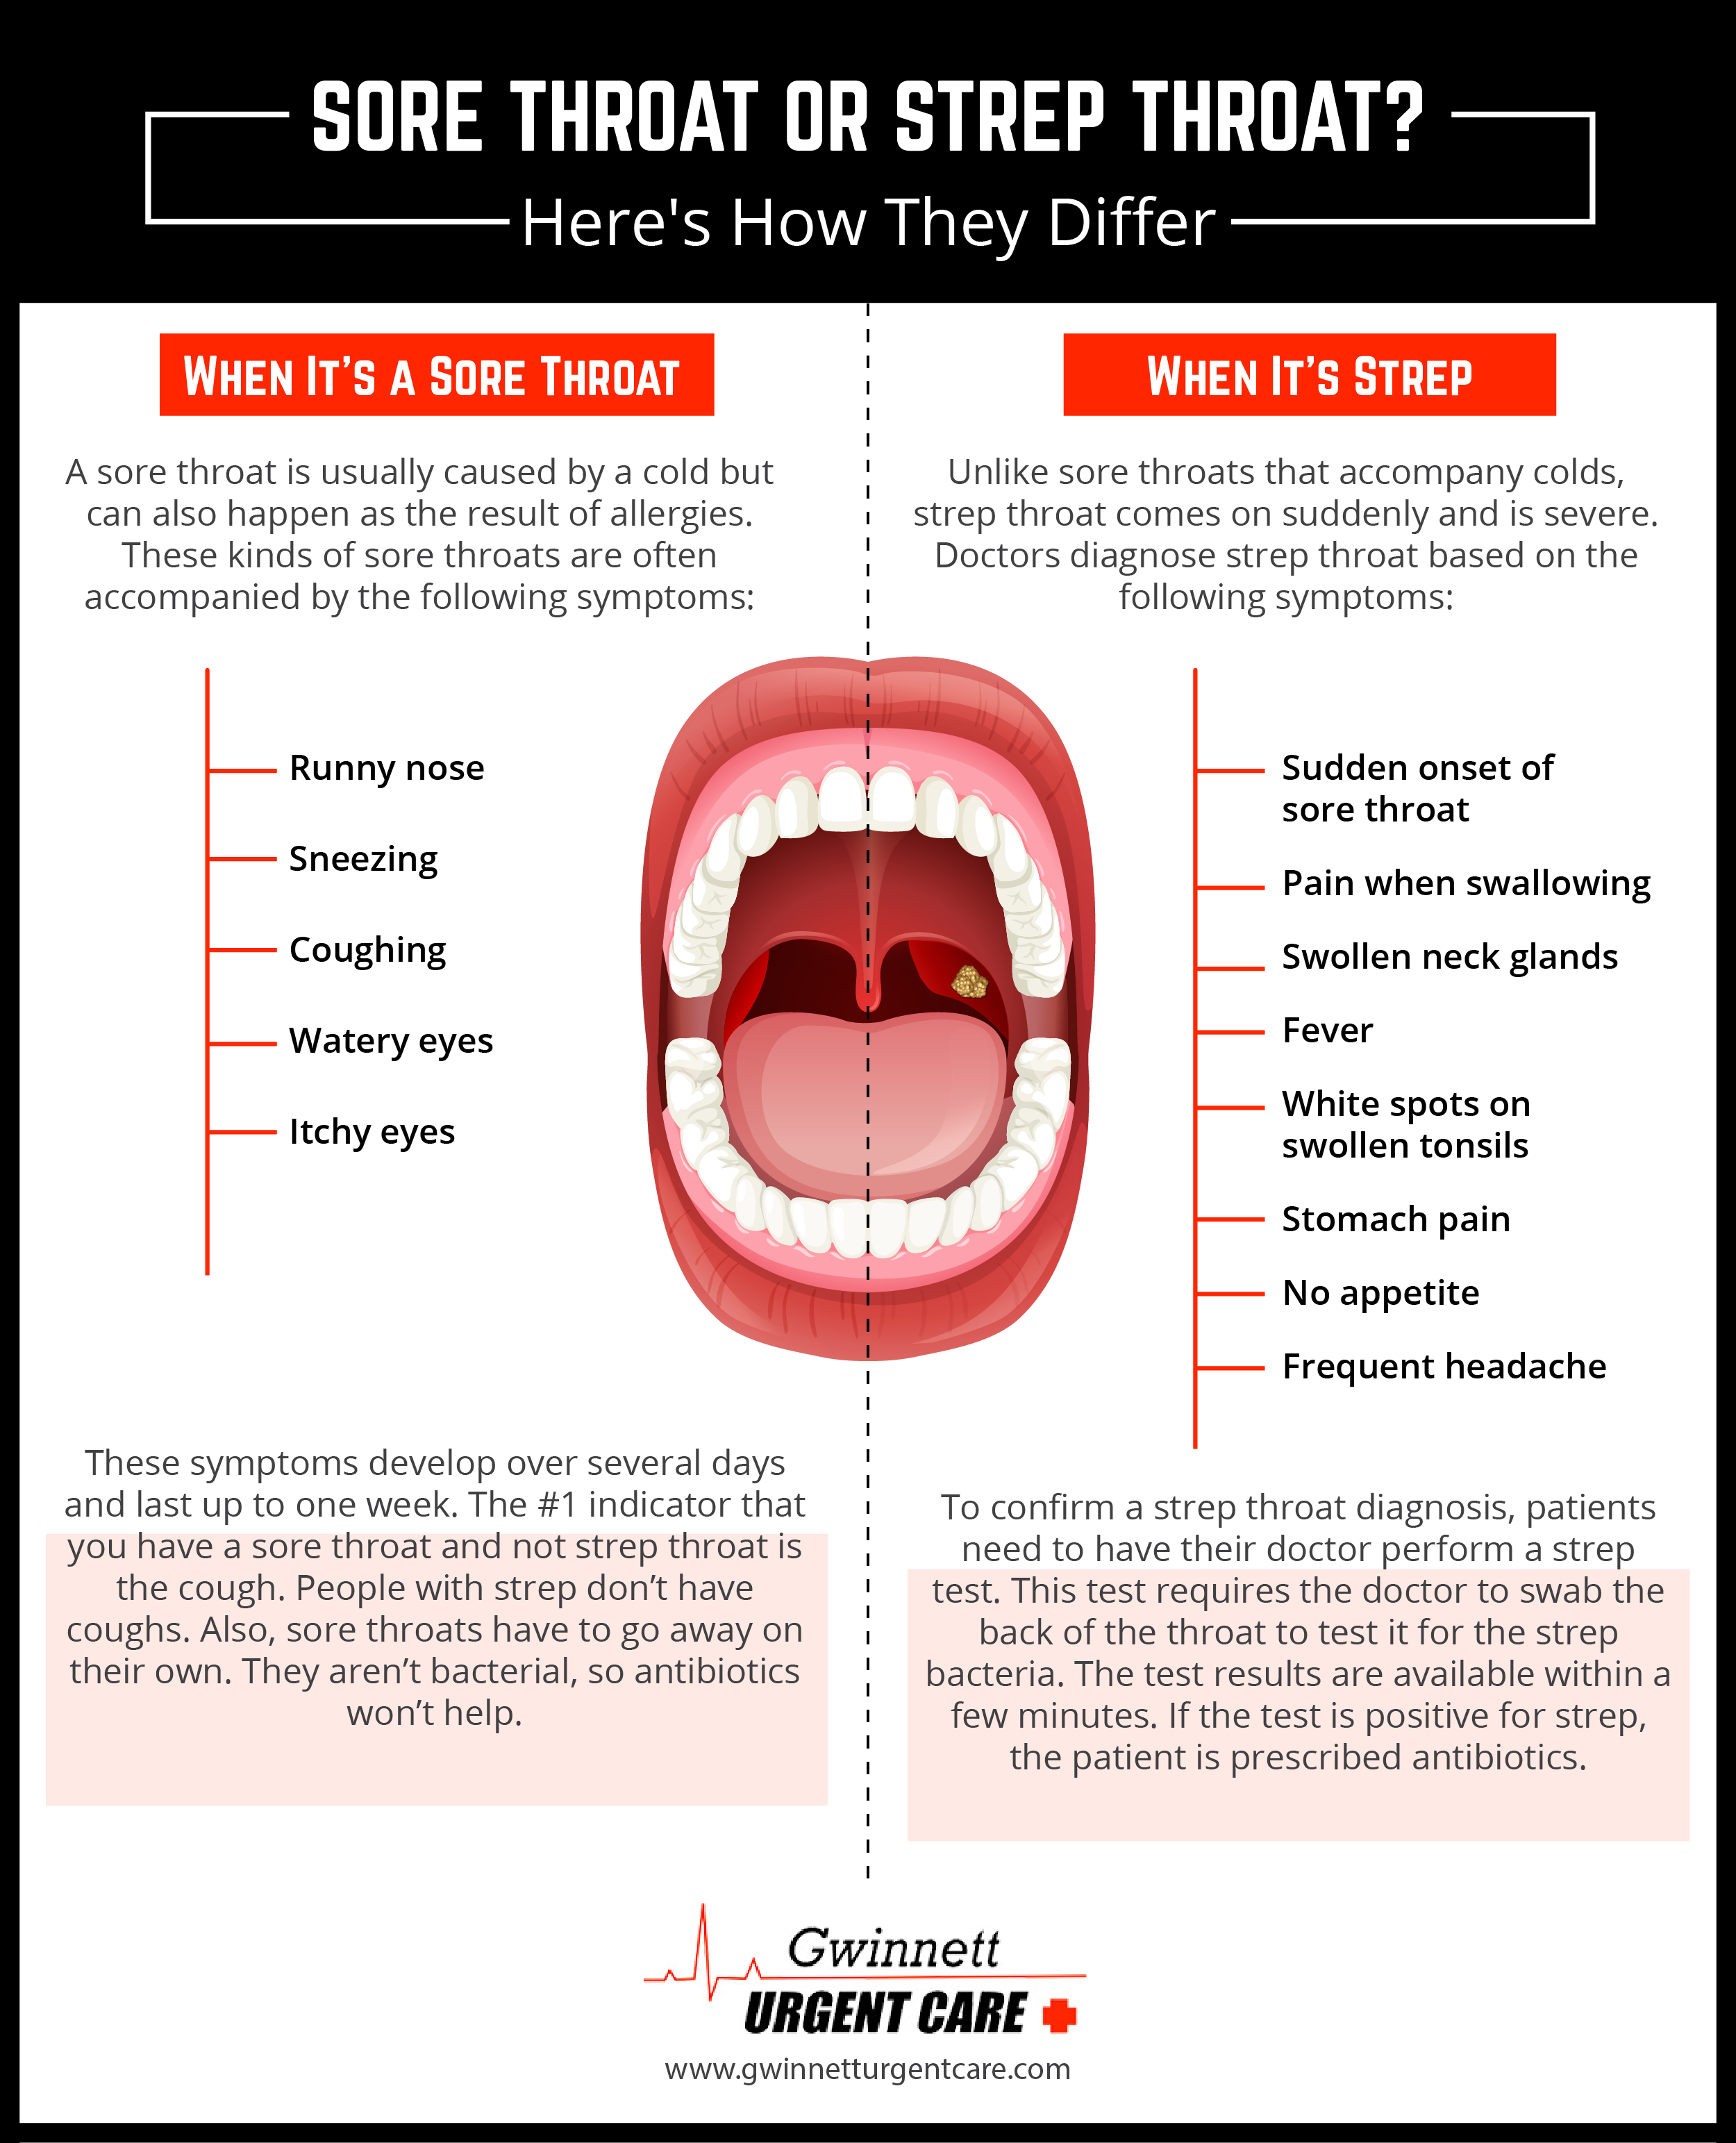 SORE THROAT OR STREP THROAT?
Here's How They Differ
WHEN IT'S A SORE THROAT
A sore throat is usually caused by a cold but
can also happen as the result of allergies.
These kinds of sore throats are often
accompanied by the following symptoms:
Runny nose
Sneezing
Coughing
Watery eyes
Itchy eyes
These symptoms develop over several days
and last up to one week. The #1 indicator that
you have a sore throat and not strep throat is
the cough. People with strep don't have
coughs. Also, sore throats have to go away on
their own. They aren't bacterial, so antibiotics
won't help.
WHEN IT'S STREP
Unlike sore throats that accompany colds,
strep throat comes on suddenly and is severe.
Doctors diagnose strep throat based on the
following symptoms:
Sudden onset of
sore throat
Pain when swallowing
Swollen neck glands
Fever
White spots on
swollen tonsils
Stomach pain
No appetite
Frequent headache
To confirm a strep throat diagnosis, patients
need to have their doctor perform a strep
test. This test requires the doctor to swab the
back of the throat to test it for the strep
bacteria. The test results are available within a
few minutes. If the test is positive for strep,
the patient is prescribed antibiotics.
Gwinnett
URGENT CARE
www.gwinnetturgentcare.com